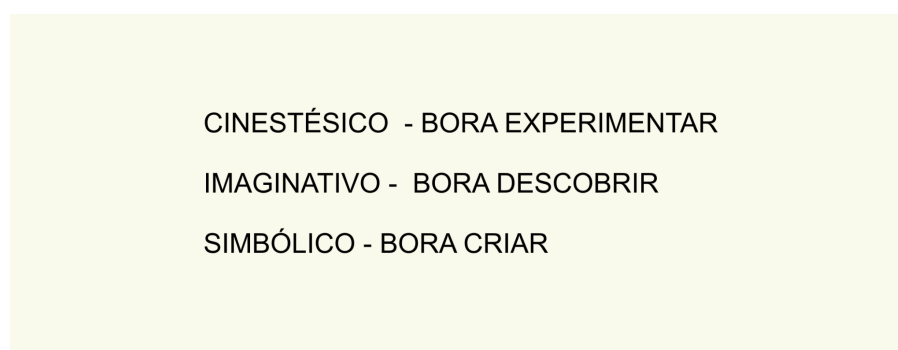 CINESTÉSICO  - BORA EXPERIMENTAR
IMAGINATIVO -  BORA DESCOBRIR
SIMBÓLICO - BORA CRIAR